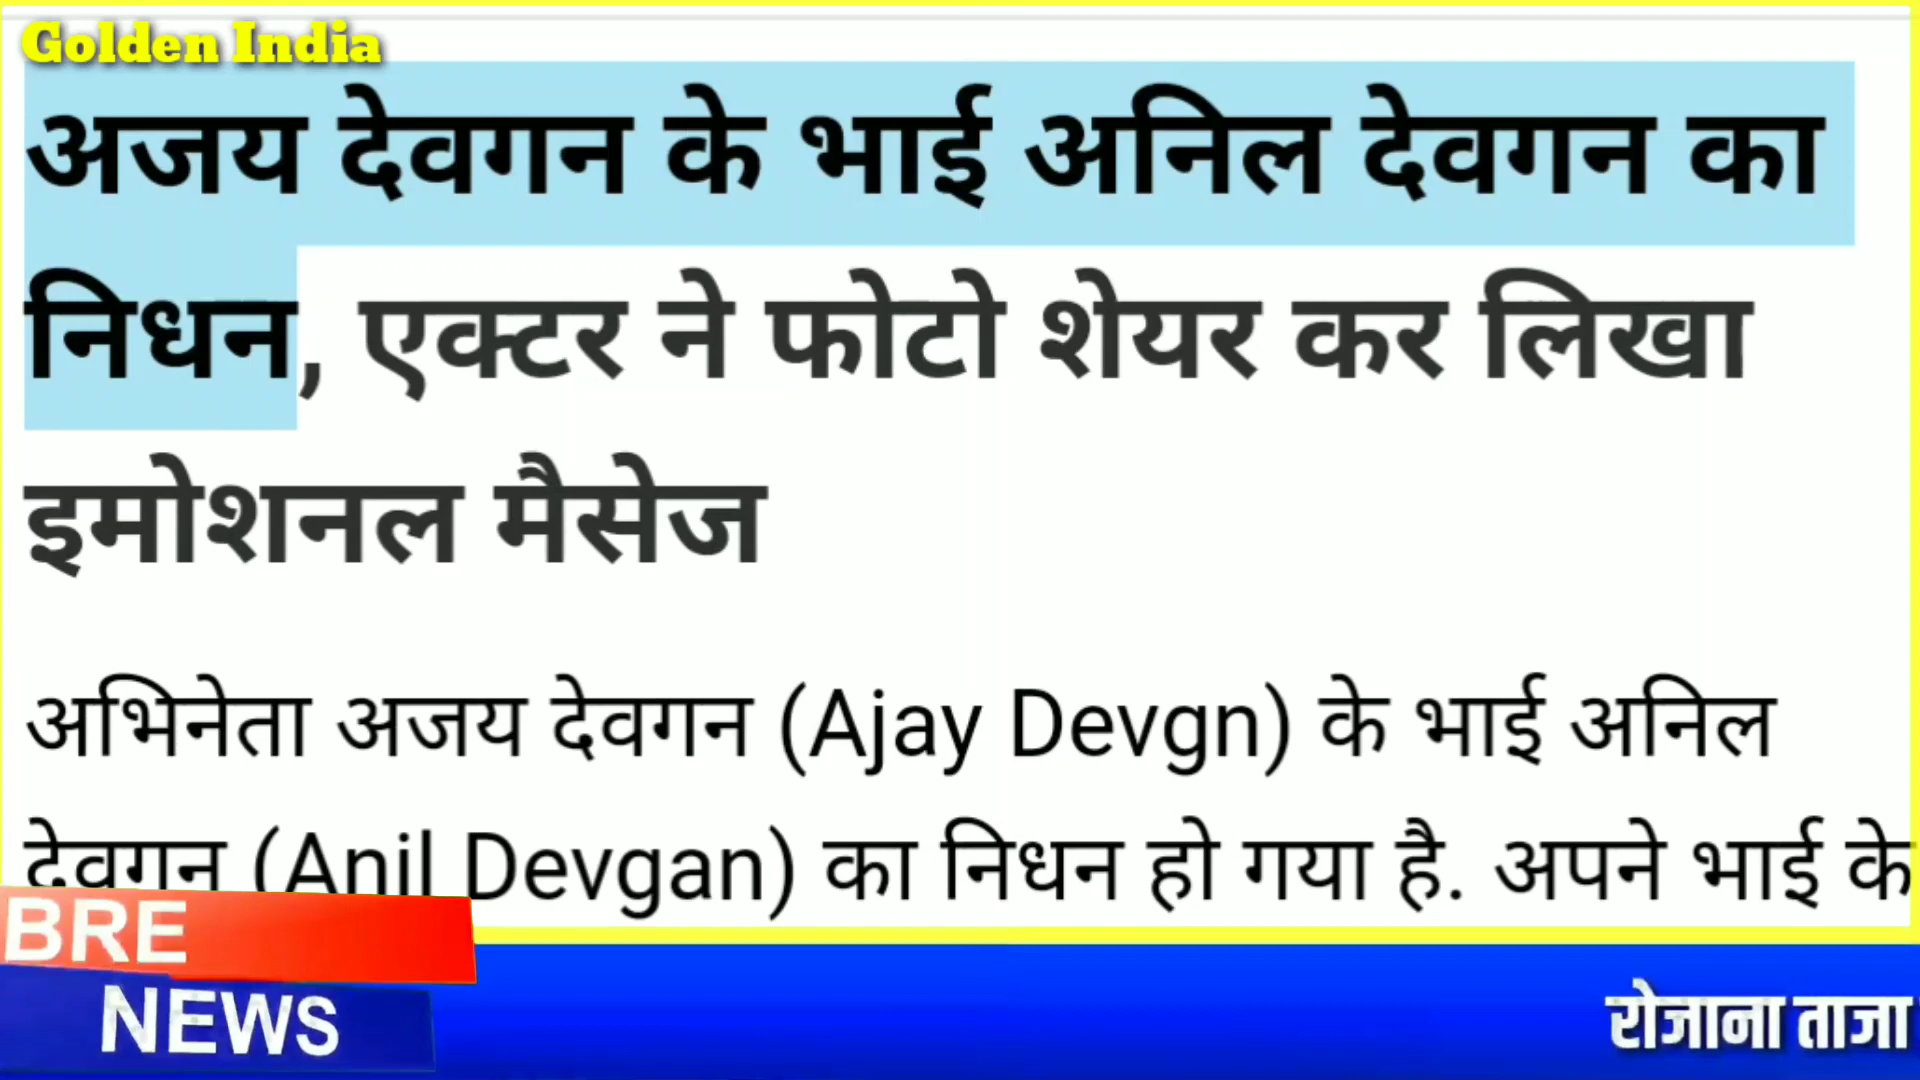 Golden India
अजय देवगन के भाई अनिल देवगन का
निधन, एक्टर ने फोटो शेयर कर लिखा
इमोशनल मैसेज
अभिनेता अजय देवगन (Ajay Devgn) के भाई अनिल
देवगन (Anil Devgan) का निधन हो गया है. अपने भाई के
BRE
NEWS
रोजाना ताजा